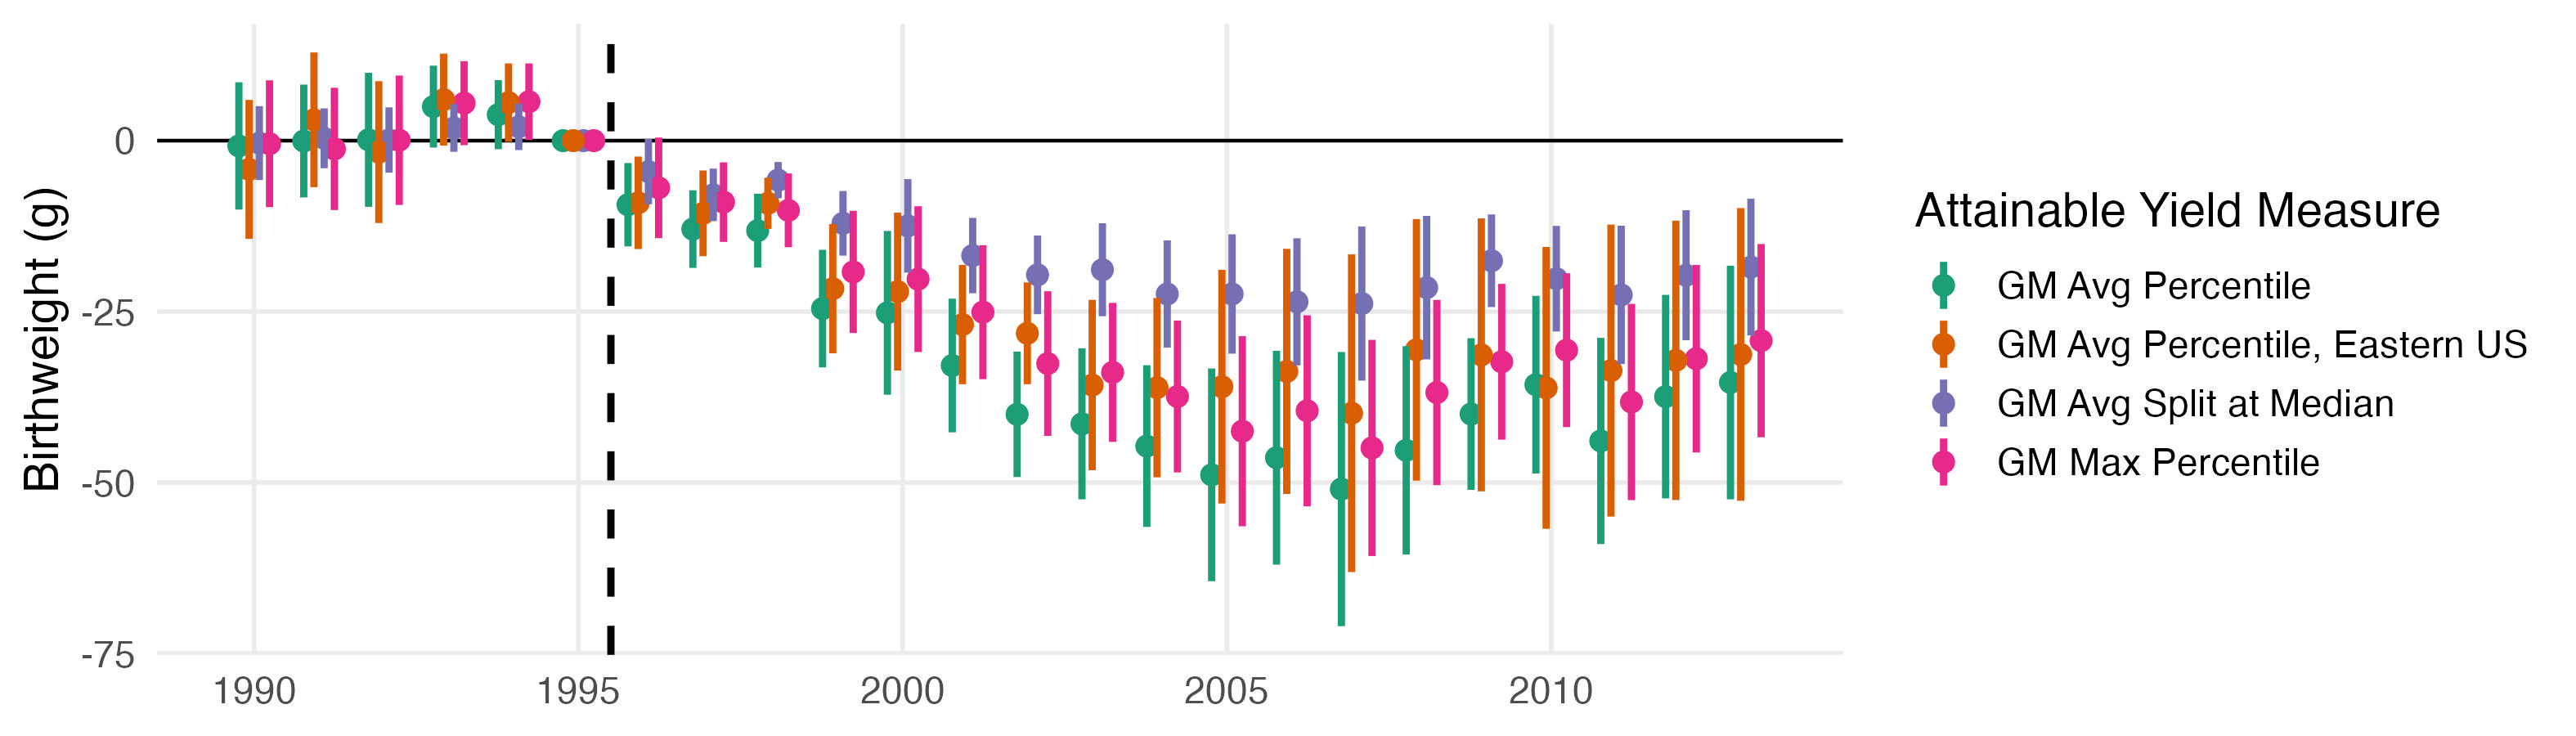 Birthweight (g)
0
-25
-50
-75
1990
1995
2000
2005
2010
Attainable Yield Measure
GM Avg Percentile
GM Avg Percentile, Eastern US
GM Avg Split at Median
GM Max Percentile